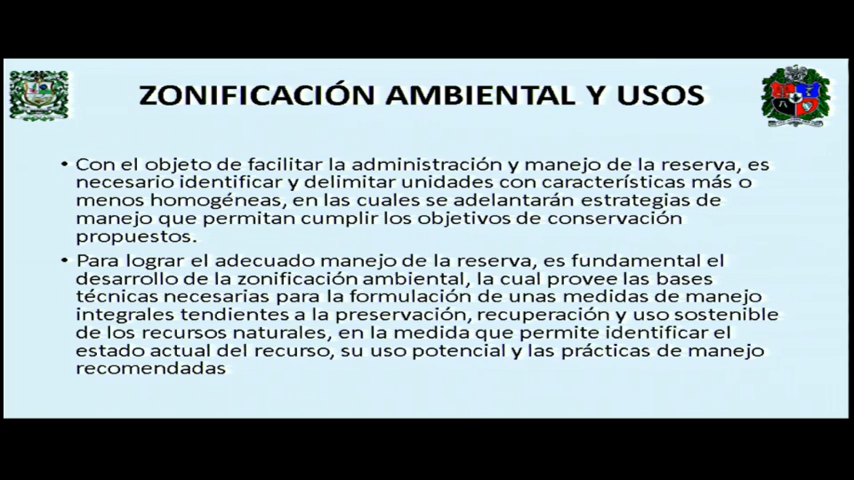 ZONIFICACIÓN AMBIENTAL Y USOS
• Con el objeto de facilitar la administración y manejo de la reserva, es
necesario identificar y delimitar unidades con características más o
menos homogéneas, en las cuales se adelantarán estrategias de
manejo que permitan cumplir los objetivos de conservación
propuestos.
• Para lograr el adecuado manejo de la reserva, es fundamental el
desarrollo de la zonificación ambiental, la cual provee las bases
técnicas necesarias para la formulación de unas medidas de manejo
integrales tendientes a la preservación, recuperación y uso sostenible
de los recursos naturales, en la medida que permite identificar el
estado actual del recurso, su uso potencial y las prácticas de manejo
recomendadas